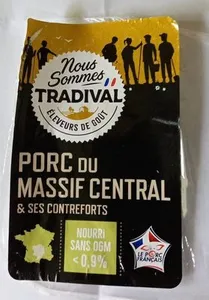 Nous
Sommes
TRADIVAL
ÉLEVEURS DE GOÛT
PORC DU
MASSIF CENTRAL
& SES CONTREFORTS
NOURRI
SANS OGM
< 0,9%
LE PORC
FRANÇAIS